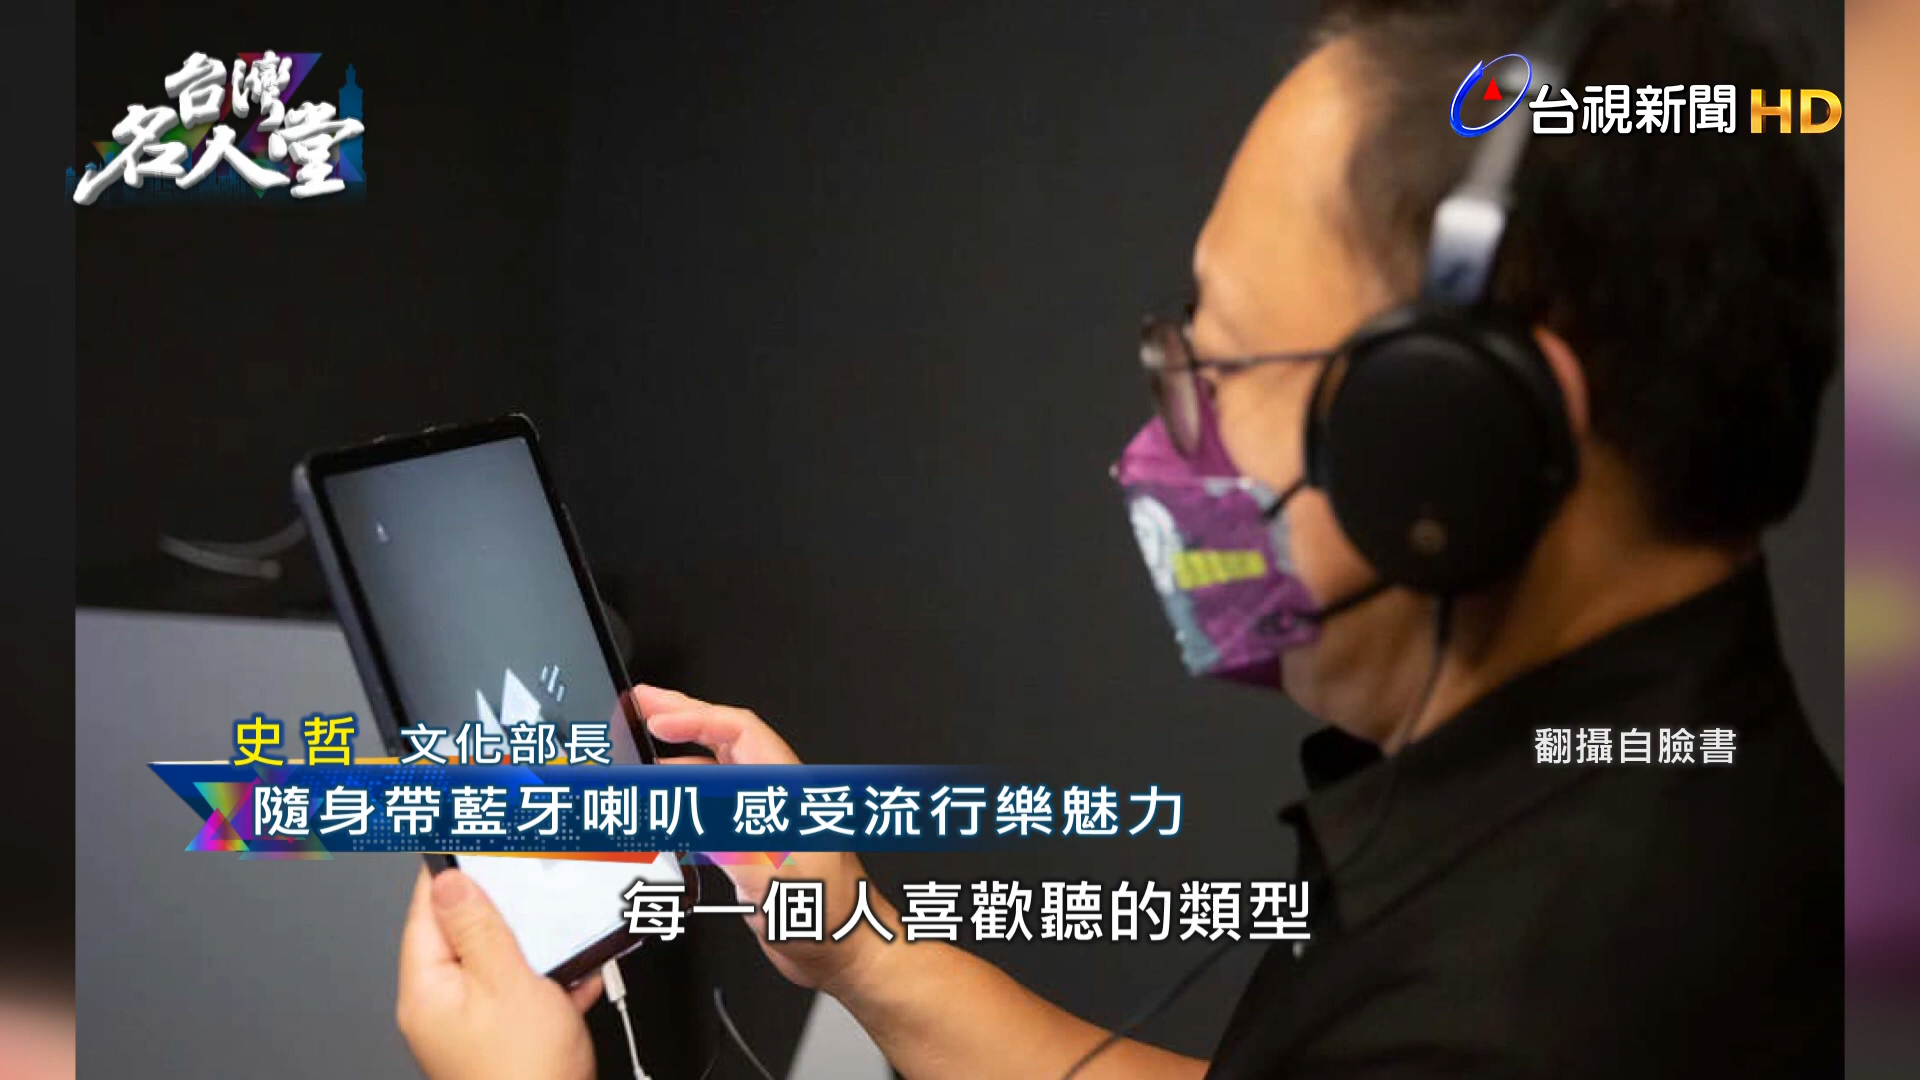 台灣
名人堂
台視新聞HD
史哲 文化部長
翻攝自臉書
隨身帶藍牙喇叭 感受流行樂魅力
每一個人喜歡聽的類型